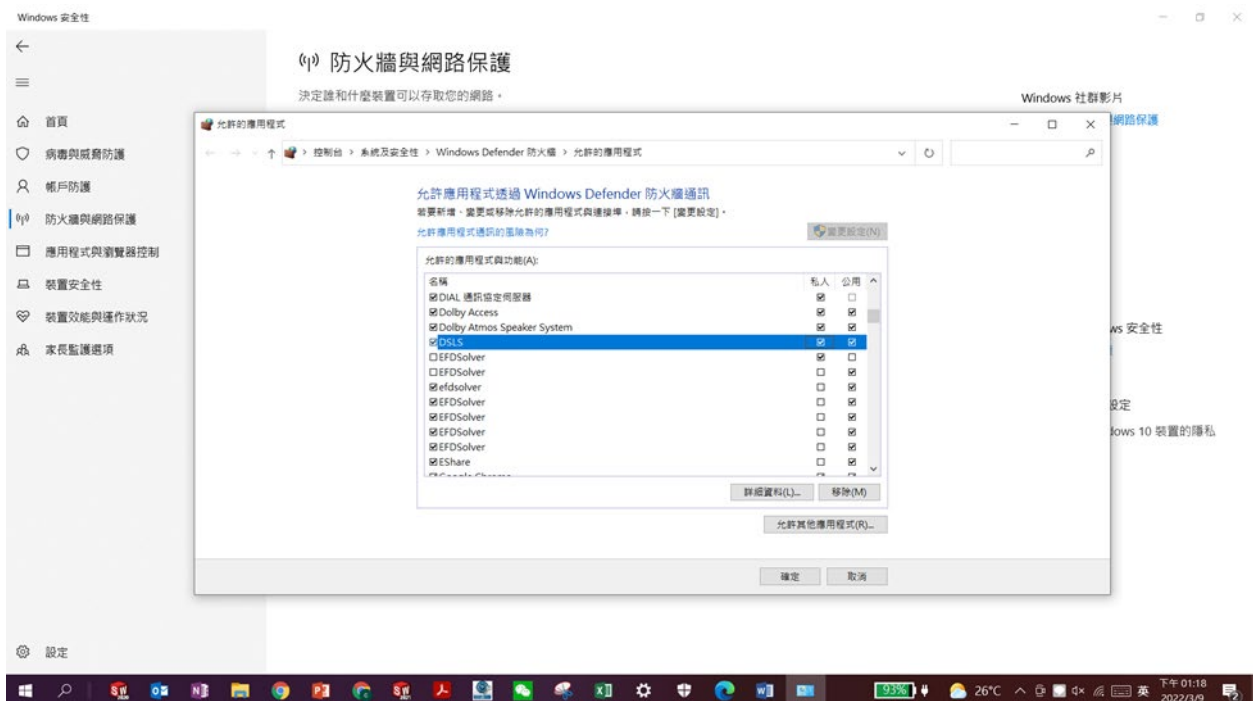 Windows 安全性
防火牆與網路保護
決定誰和什麼裝置可以存取您的網路。
首頁
病毒與威脅防護
帳戶防護
防火牆與網路保護
應用程式與瀏覽器控制
裝置安全性
裝置效能與運作狀況
家長監護選項
設定
Windows 社群影片
網路保護
ws 安全性
設定
dows 10 裝置的隱私
允許的應用程式
控制台 › 系統及安全性 › Windows Defender 防火牆 › 允許的應用程式
允許應用程式透過 Windows Defender 防火牆通訊
若要新增、變更或移除允許的應用程式與連接埠，請按一下 [變更設定]。
允許應用程式通訊的風險為何?
變更設定(N)
允許的應用程式與功能(A):
名稱 私人 公用
DIAL 通訊協定伺服器
Dolby Access
Dolby Atmos Speaker System
DSLS
EFDSolver
EFDSolver
efdsolver
EFDSolver
EFDSolver
EFDSolver
EFDSolver
EShare
Google Chrome
詳細資料(L)...
移除(M)
允許其他應用程式(R)...
確定
取消
93%
26°C
英
下午 01:18
2022/3/9